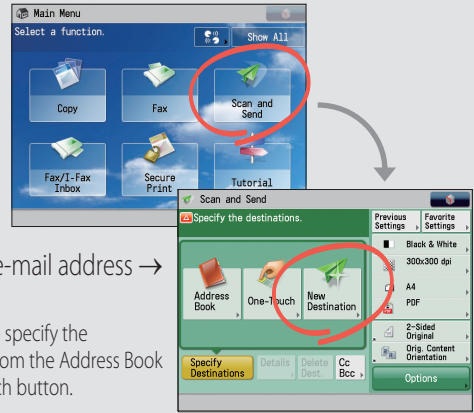 Main Menu
Select a function.
Show All
Copy
Fax
Scan and
Send
Fax/I-Fax
Inbox
Secure
Print
Tutorial
e-mail address →
specify the
om the Address Book
ch button.
Scan and Send
Specify the destinations.
Previous
Settings
Favorite
Settings
Address
Book
One-Touch
New
Destination
Specify
Destinations
Details
Delete
Dest.
Cc
Bcc
Black & White
300x300 dpi
A4
PDF
2-Sided
Original
Orig. Content
Orientation
Options